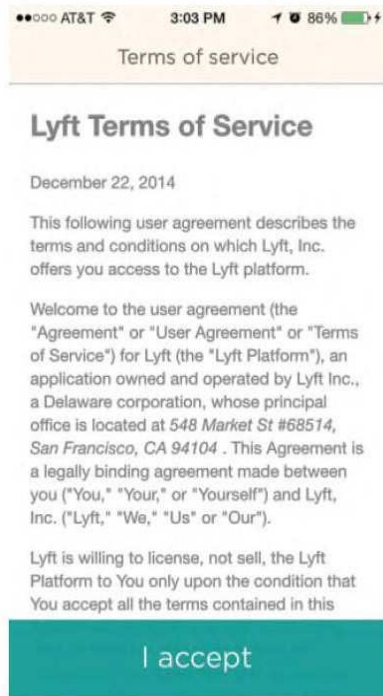 AT&T 3:03 PM 86%
Terms of service
Lyft Terms of Service
December 22, 2014
This following user agreement describes the
terms and conditions on which Lyft, Inc.
offers you access to the Lyft platform.
Welcome to the user agreement (the
"Agreement" or "User Agreement" or "Terms
of Service") for Lyft (the "Lyft Platform"), an
application owned and operated by Lyft Inc.,
a Delaware corporation, whose principal
office is located at 548 Market St #68514,
San Francisco, CA 94104 . This Agreement is
a legally binding agreement made between
you ("You," "Your," or "Yourself") and Lyft,
Inc. ("Lyft," "We," "Us" or "Our").
Lyft is willing to license, not sell, the Lyft
Platform to You only upon the condition that
You accept all the terms contained in this
I accept